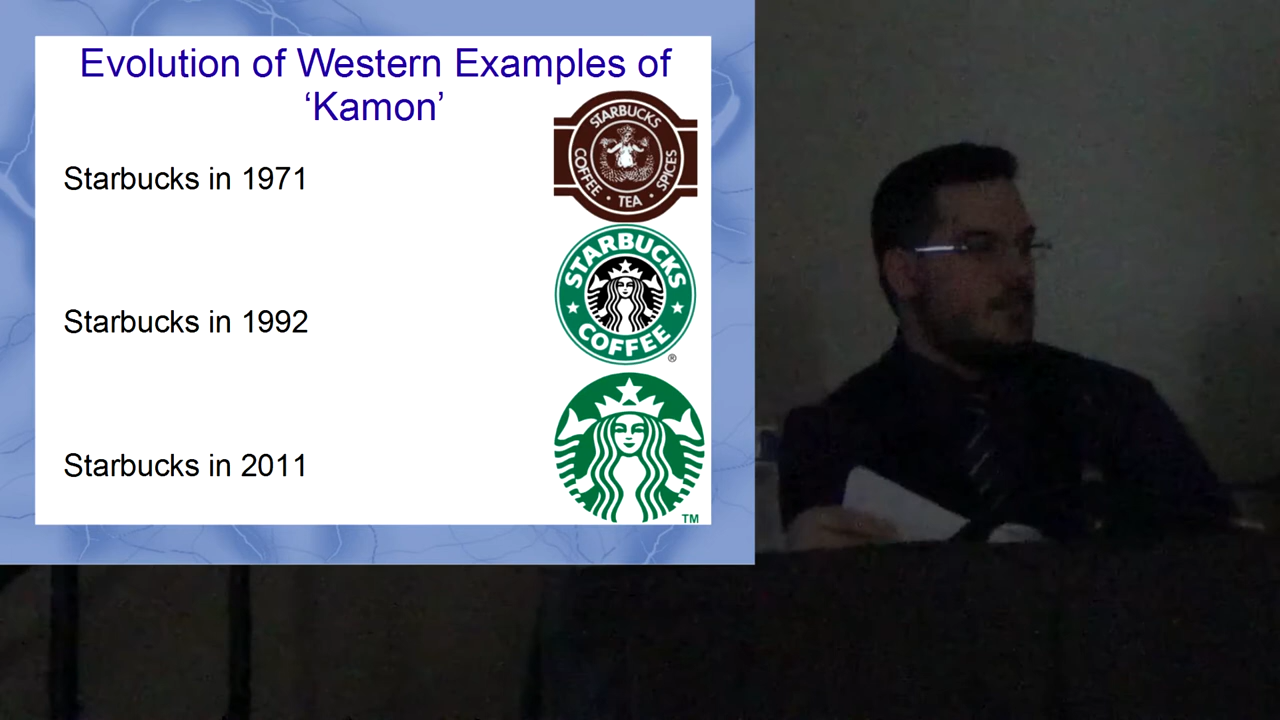 Evolution of Western Examples of
‘Kamon’
Starbucks in 1971
STARBUCKS
COFFEE • TEA • SPICES
Starbucks in 1992
STARBUCKS
COFFEE
®
Starbucks in 2011
TM